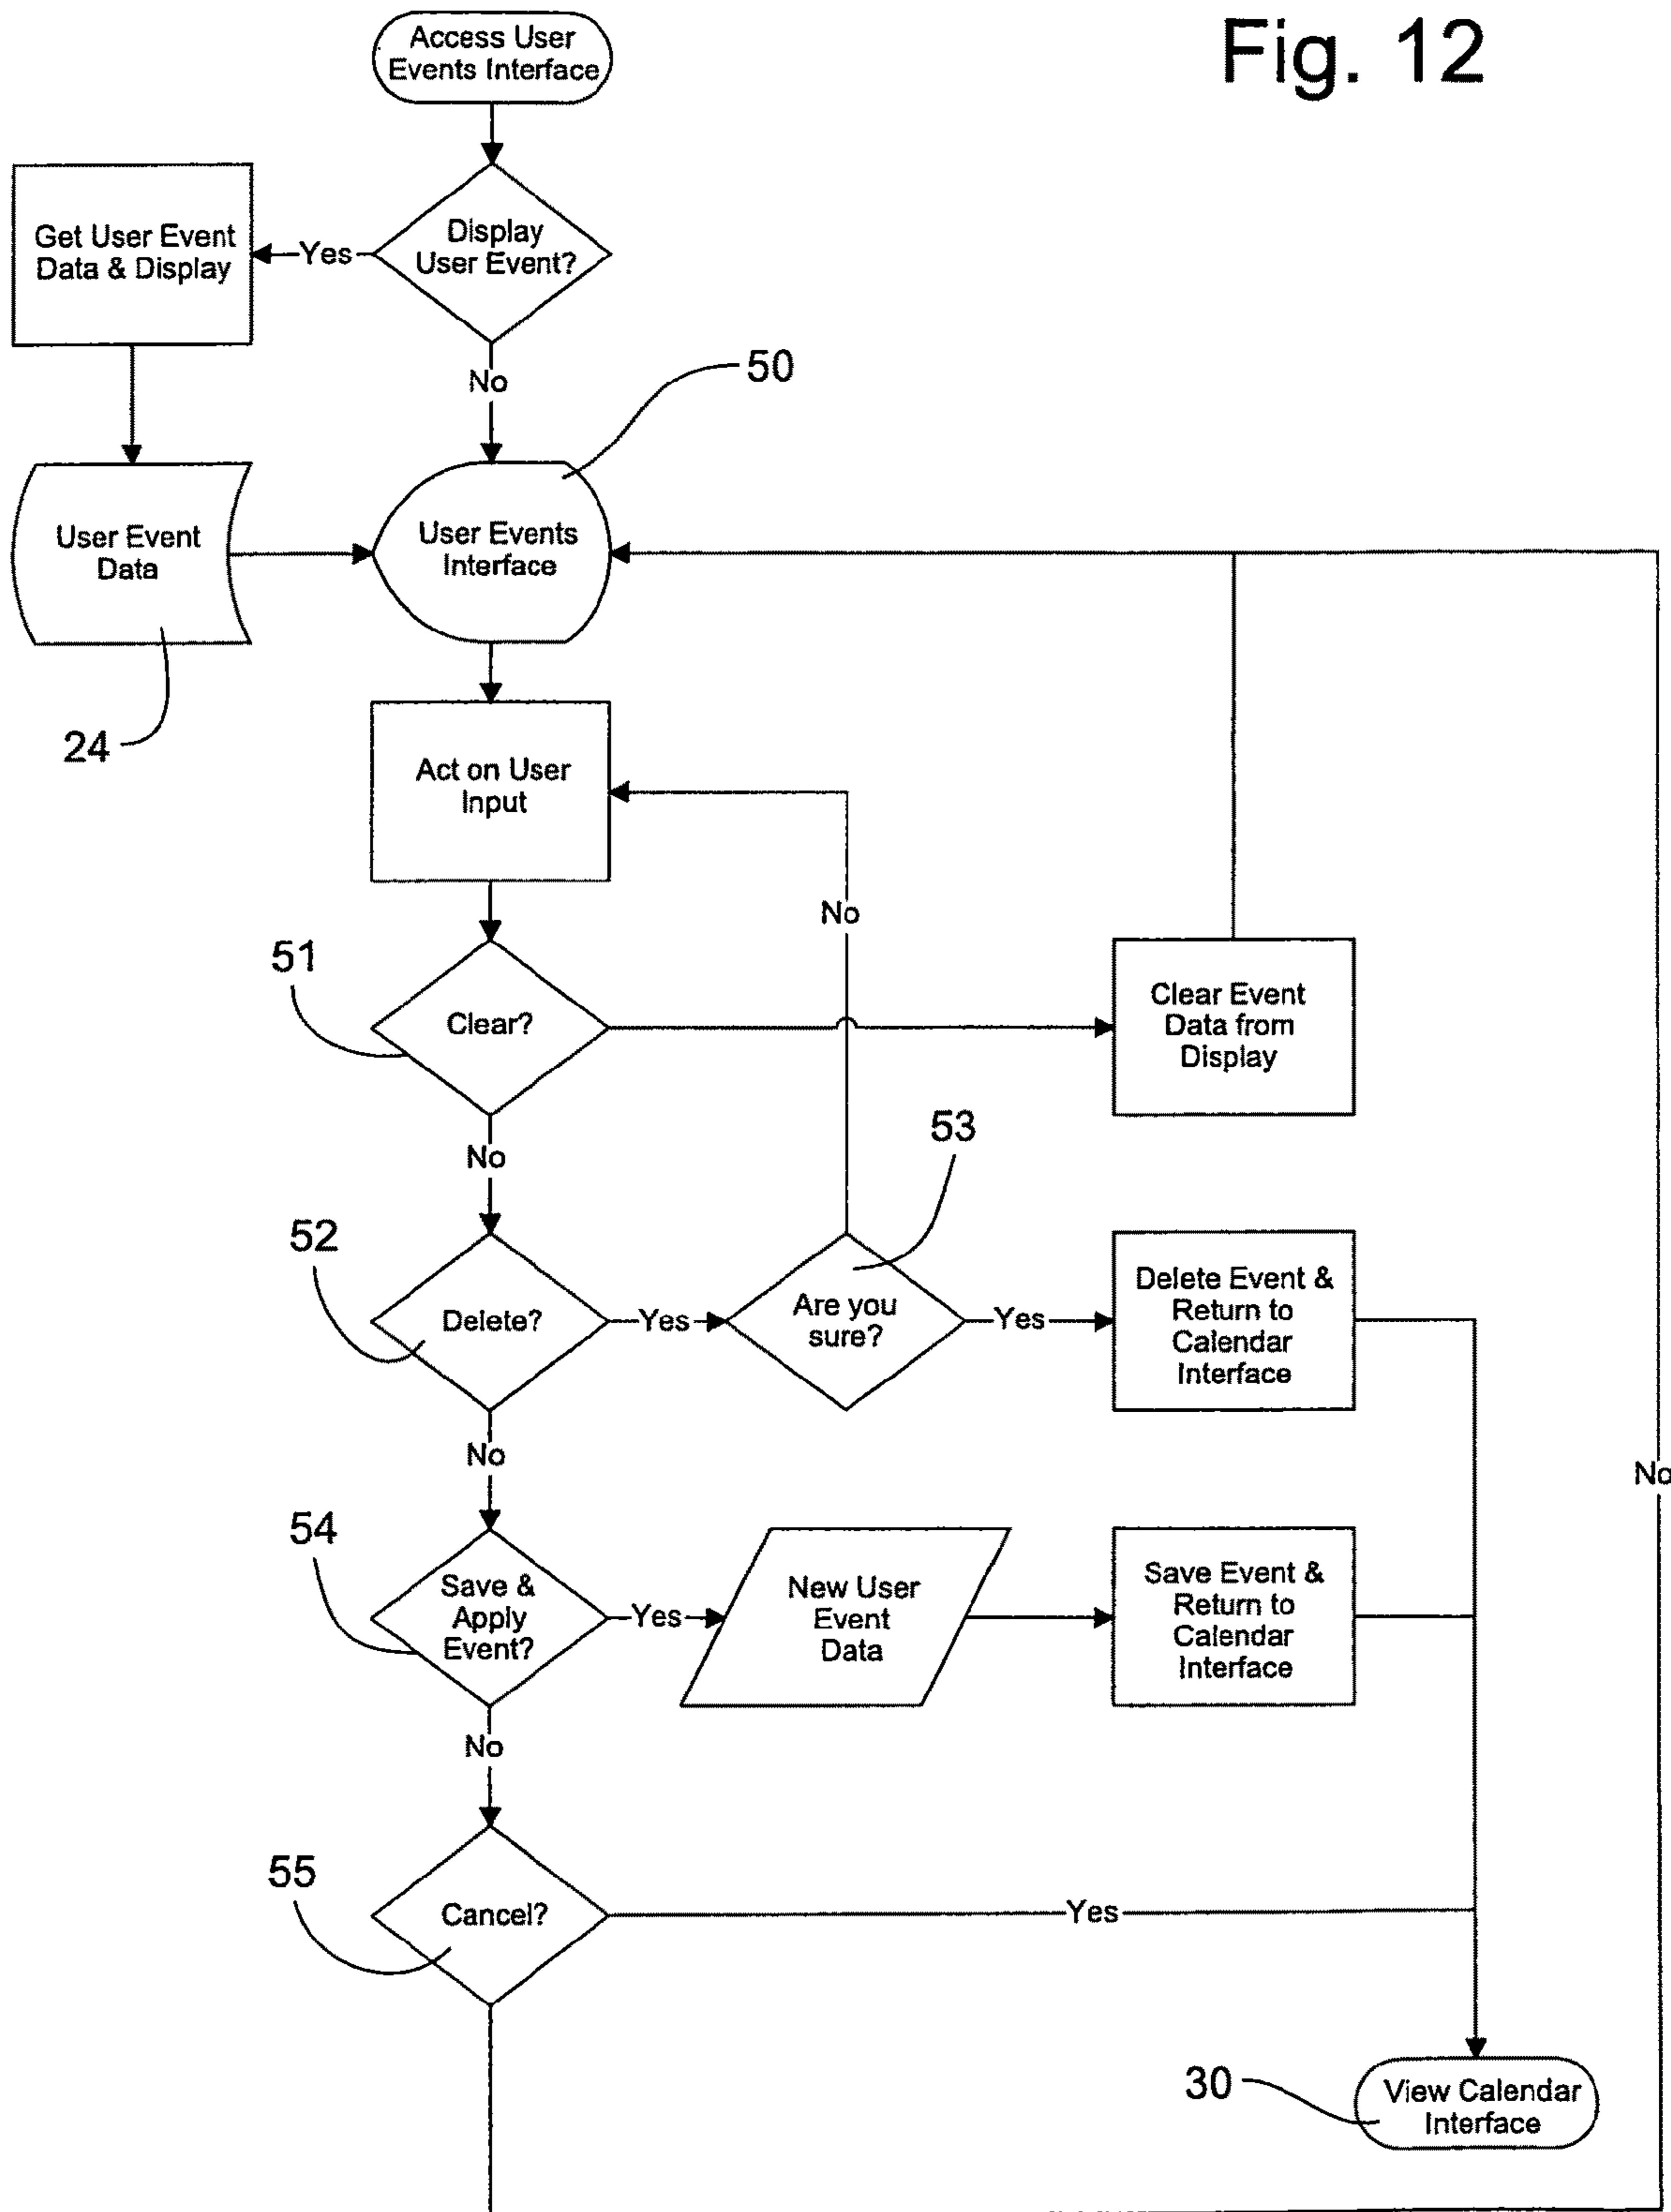 Fig. 12
Access User
Events Interface
Display
User Event?
Yes
Get User Event
Data & Display
No
50
User Event
Data
User Events
Interface
24
Act on User
Input
No
51
Clear?
Clear Event
Data from
Display
No
53
52
Delete?
Yes
Are you
sure?
Yes
Delete Event &
Return to
Calendar
Interface
No
No
54
Save &
Apply
Event?
Yes
New User
Event
Data
Save Event &
Return to
Calendar
Interface
No
55
Cancel?
Yes
30
View Calendar
Interface